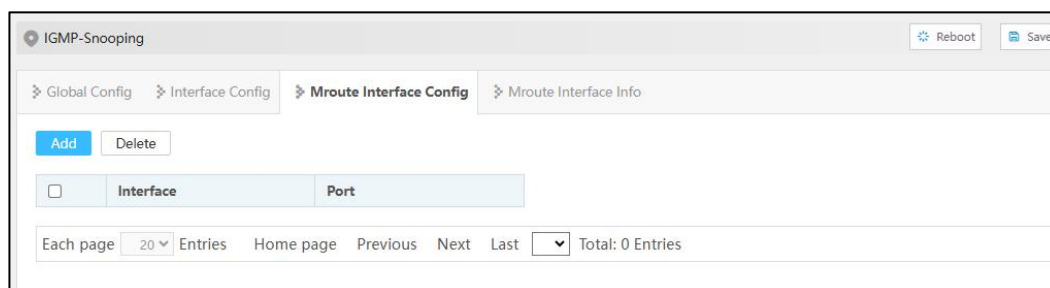 IGMP-Snooping Reboot Save
Global Config Interface Config Mroute Interface Config Mroute Interface Info
Add Delete
Interface Port
Each page 20 Entries Home page Previous Next Last Total: 0 Entries